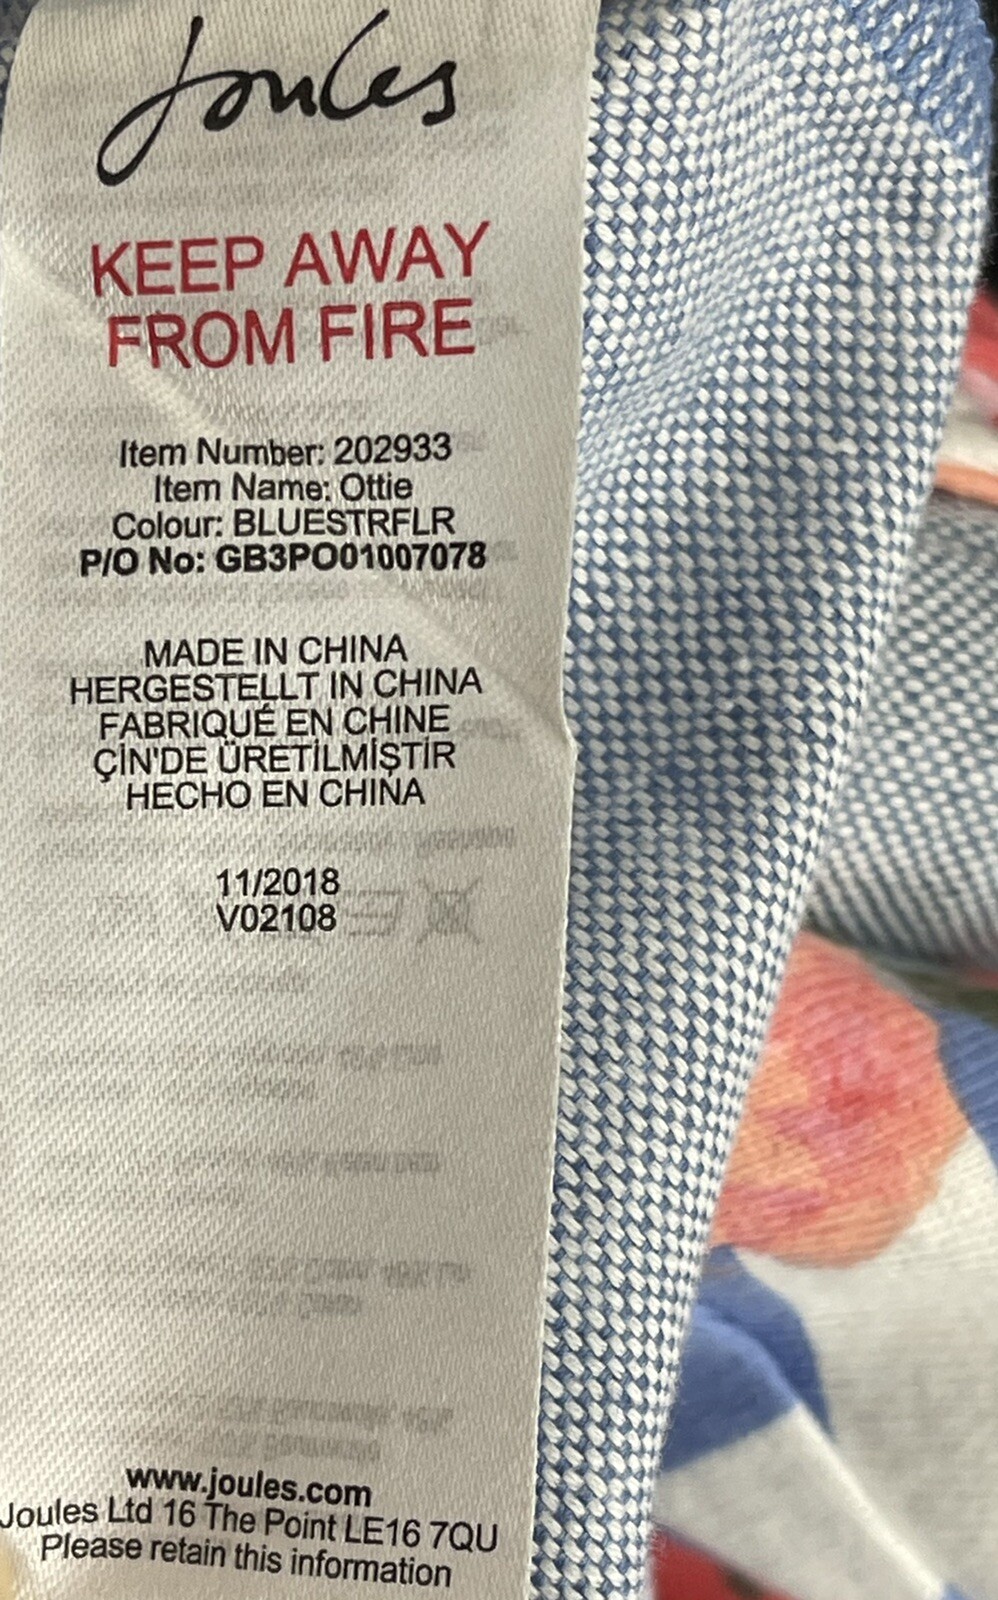 Joules
KEEP AWAY
FROM FIRE
Item Number: 202933
Item Name: Ottie
Colour: BLUESTRFLR
P/O No: GB3PO01007078
MADE IN CHINA
HERGESTELLT IN CHINA
FABRIQUÉ EN CHINE
ÇİN'DE ÜRETİLMİŞTİR
HECHO EN CHINA
11/2018
V02108
www.joules.com
Joules Ltd 16 The Point LE16 7QU
Please retain this information